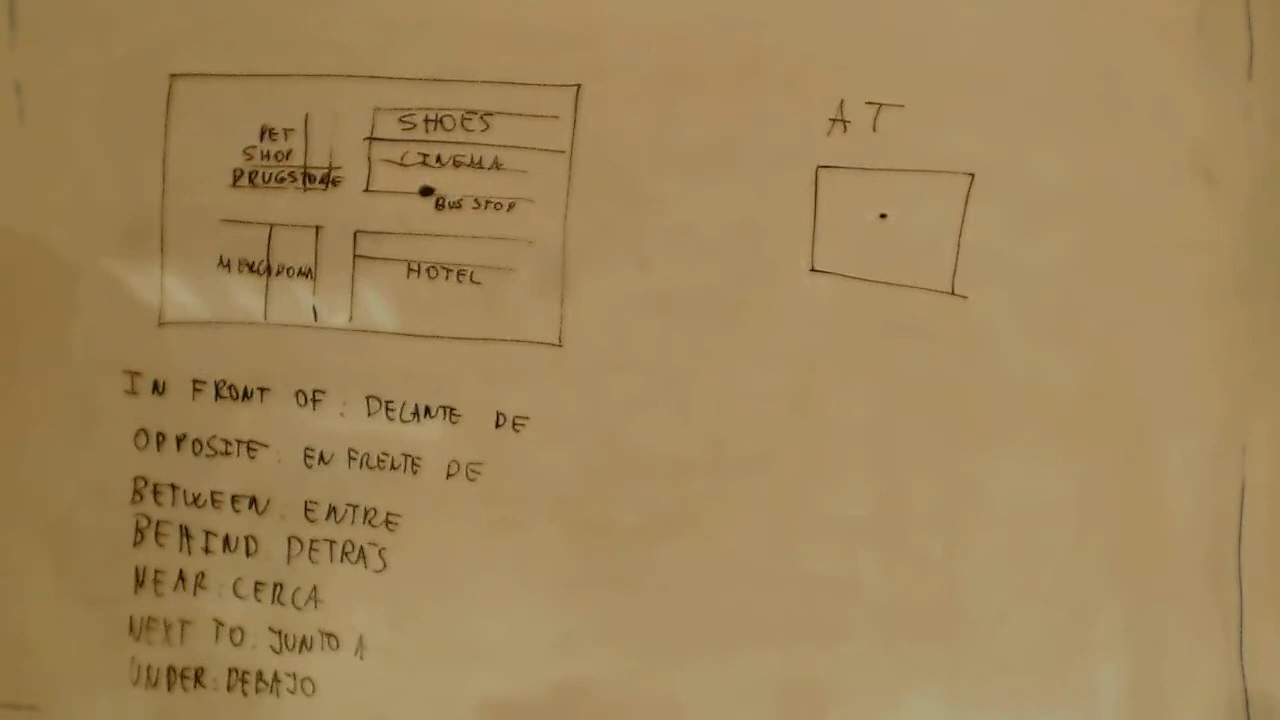 PET
SHOP
DRUGSTORE
SHOES
CINEMA
BUS STOP
MERCADONA
HOTEL
AT
IN FRONT OF: DELANTE DE
OPPOSITE: EN FRENTE DE
BETWEEN: ENTRE
BEHIND DETRÁS
NEAR: CERCA
NEXT TO: JUNTO A
UNDER: DEBAJO